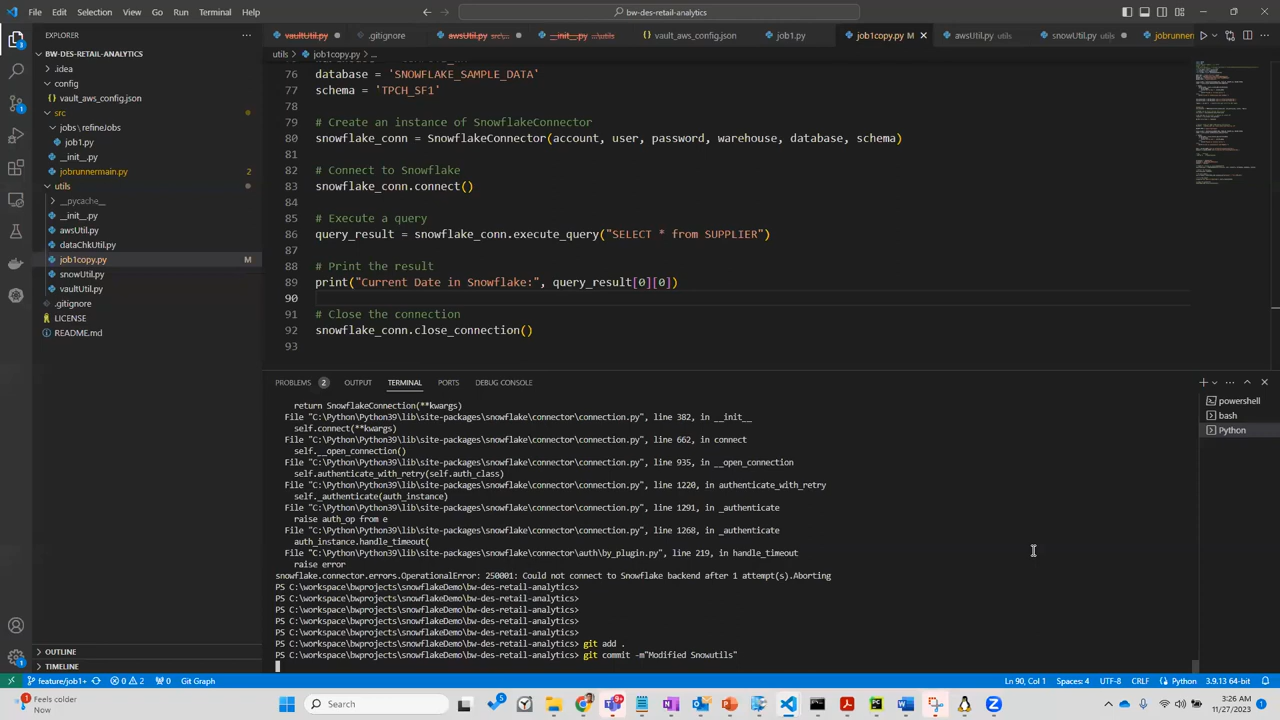 File Edit Selection View Go Run Terminal Help
bw-des-retail-analytics
EXPLORER
vaultUtil.py
.gitignore
awsUtil.py src\...
__init__.py ...\utils
vault_aws_config.json
job1.py
job1copy.py M
awsUtil.py utils
snowUtil.py utils
jobrunner
BW-DES-RETAIL-ANALYTICS
utils > job1copy.py > ...
.idea
config
vault_aws_config.json
src
jobs\refineJobs
job1.py
__init__.py
jobrunnermain.py 2
utils
__pycache__
__init__.py
awsUtil.py
dataChkUtil.py
job1copy.py M
snowUtil.py
vaultUtil.py
.gitignore
LICENSE
README.md
OUTLINE
TIMELINE
76 database = 'SNOWFLAKE_SAMPLE_DATA'
77 schema = 'TPCH_SF1'
78
79 # Create an instance of SnowflakeConnector
80 snowflake_conn = SnowflakeConnector(account, user, password, warehouse, database, schema)
81
82 # Connect to Snowflake
83 snowflake_conn.connect()
84
85 # Execute a query
86 query_result = snowflake_conn.execute_query("SELECT * from SUPPLIER")
87
88 # Print the result
89 print("Current Date in Snowflake:", query_result[0][0])
90
91 # Close the connection
92 snowflake_conn.close_connection()
93
PROBLEMS 2 OUTPUT TERMINAL PORTS DEBUG CONSOLE
powershell
bash
Python
return SnowflakeConnection(**kwargs)
File "C:\Python\Python39\lib\site-packages\snowflake\connector\connection.py", line 382, in __init__
self.connect(**kwargs)
File "C:\Python\Python39\lib\site-packages\snowflake\connector\connection.py", line 662, in connect
self.__open_connection()
File "C:\Python\Python39\lib\site-packages\snowflake\connector\connection.py", line 935, in __open_connection
self.authenticate_with_retry(self.auth_class)
File "C:\Python\Python39\lib\site-packages\snowflake\connector\connection.py", line 1220, in authenticate_with_retry
self._authenticate(auth_instance)
File "C:\Python\Python39\lib\site-packages\snowflake\connector\connection.py", line 1291, in _authenticate
raise auth_op from e
File "C:\Python\Python39\lib\site-packages\snowflake\connector\connection.py", line 1268, in _authenticate
auth_instance.handle_timeout(
File "C:\Python\Python39\lib\site-packages\snowflake\connector\auth\by_plugin.py", line 219, in handle_timeout
raise error
snowflake.connector.errors.OperationalError: 250001: Could not connect to Snowflake backend after 1 attempt(s).Aborting
PS C:\workspace\bwprojects\snowflakeDemo\bw-des-retail-analytics>
PS C:\workspace\bwprojects\snowflakeDemo\bw-des-retail-analytics>
PS C:\workspace\bwprojects\snowflakeDemo\bw-des-retail-analytics>
PS C:\workspace\bwprojects\snowflakeDemo\bw-des-retail-analytics>
PS C:\workspace\bwprojects\snowflakeDemo\bw-des-retail-analytics>
PS C:\workspace\bwprojects\snowflakeDemo\bw-des-retail-analytics> git add .
PS C:\workspace\bwprojects\snowflakeDemo\bw-des-retail-analytics> git commit -m"Modified Snowutils"
feature/job1+ 0 2 0 Git Graph
Ln 90, Col 1 Spaces: 4 UTF-8 CRLF Python 3.9.13 64-bit
Feels colder
Now
Search
3:26 AM
11/27/2023